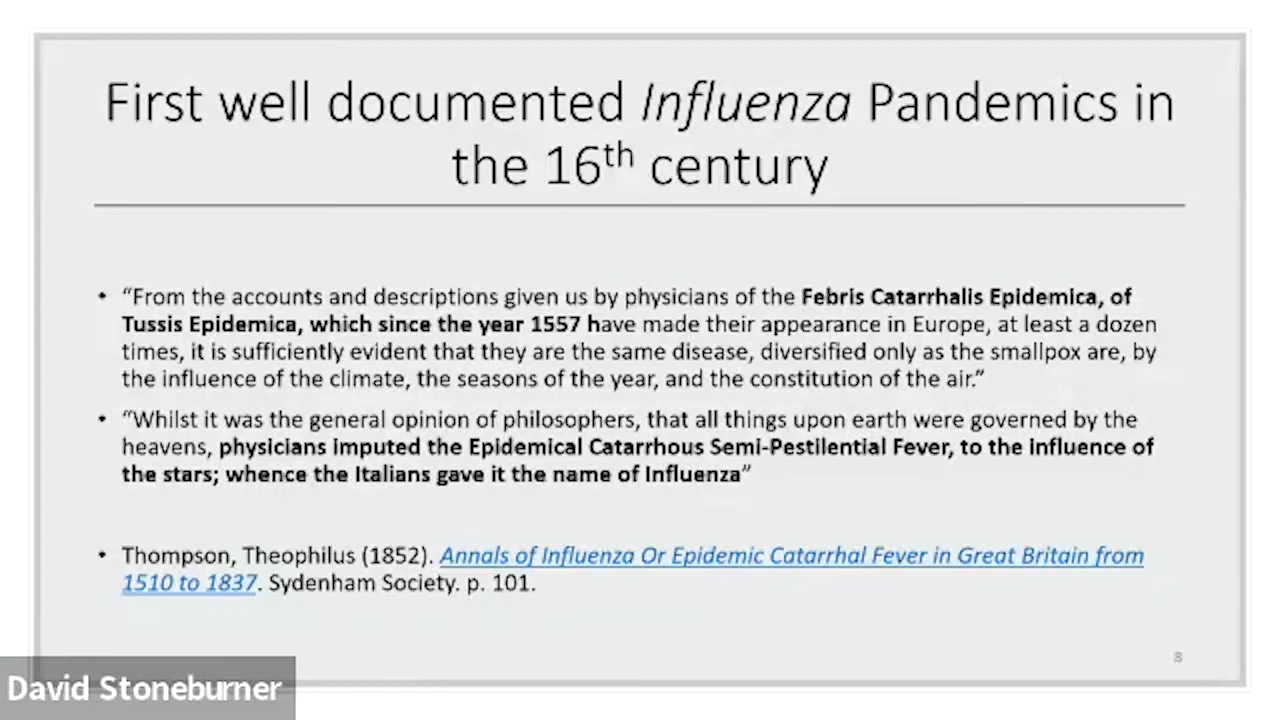 First well documented Influenza Pandemics in
the 16th century
• “From the accounts and descriptions given us by physicians of the Febris Catarrhalis Epidemica, of
Tussis Epidemica, which since the year 1557 have made their appearance in Europe, at least a dozen
times, it is sufficiently evident that they are the same disease, diversified only as the smallpox are, by
the influence of the climate, the seasons of the year, and the constitution of the air.”
• “Whilst it was the general opinion of philosophers, that all things upon earth were governed by the
heavens, physicians imputed the Epidemical Catarrhous Semi-Pestilential Fever, to the influence of
the stars; whence the Italians gave it the name of Influenza”
• Thompson, Theophilus (1852). Annals of Influenza Or Epidemic Catarrhal Fever in Great Britain from
1510 to 1837. Sydenham Society. p. 101.
8
David Stoneburner